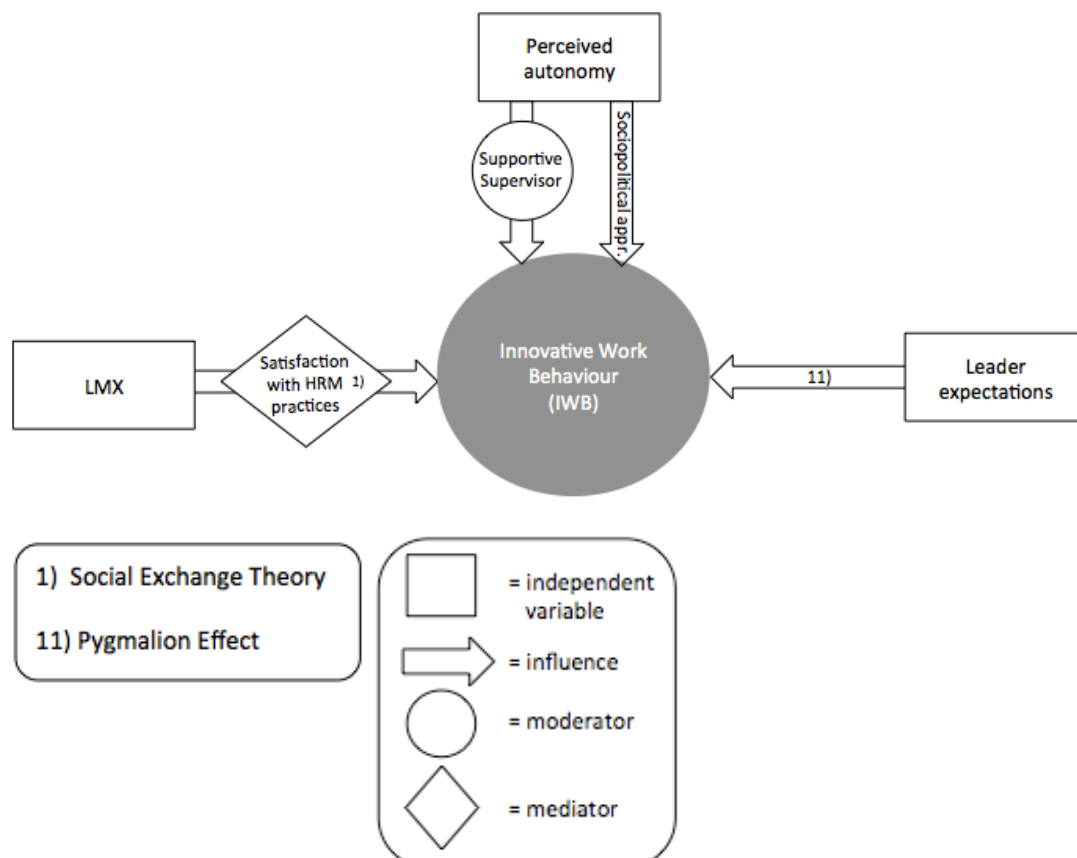 Perceived
autonomy
Supportive
Supervisor
Sociopolitical appr.
LMX
Satisfaction
with HRM 1)
practices
Innovative Work
Behaviour
(IWB)
11)
Leader
expectations
1) Social Exchange Theory
11) Pygmalion Effect
= independent
variable
= influence
= moderator
= mediator